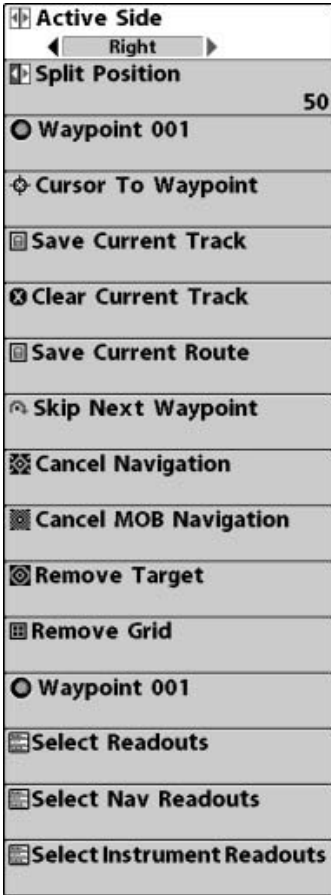 Active Side
Right
Split Position
50
Waypoint 001
Cursor To Waypoint
Save Current Track
Clear Current Track
Save Current Route
Skip Next Waypoint
Cancel Navigation
Cancel MOB Navigation
Remove Target
Remove Grid
Waypoint 001
Select Readouts
Select Nav Readouts
Select Instrument Readouts